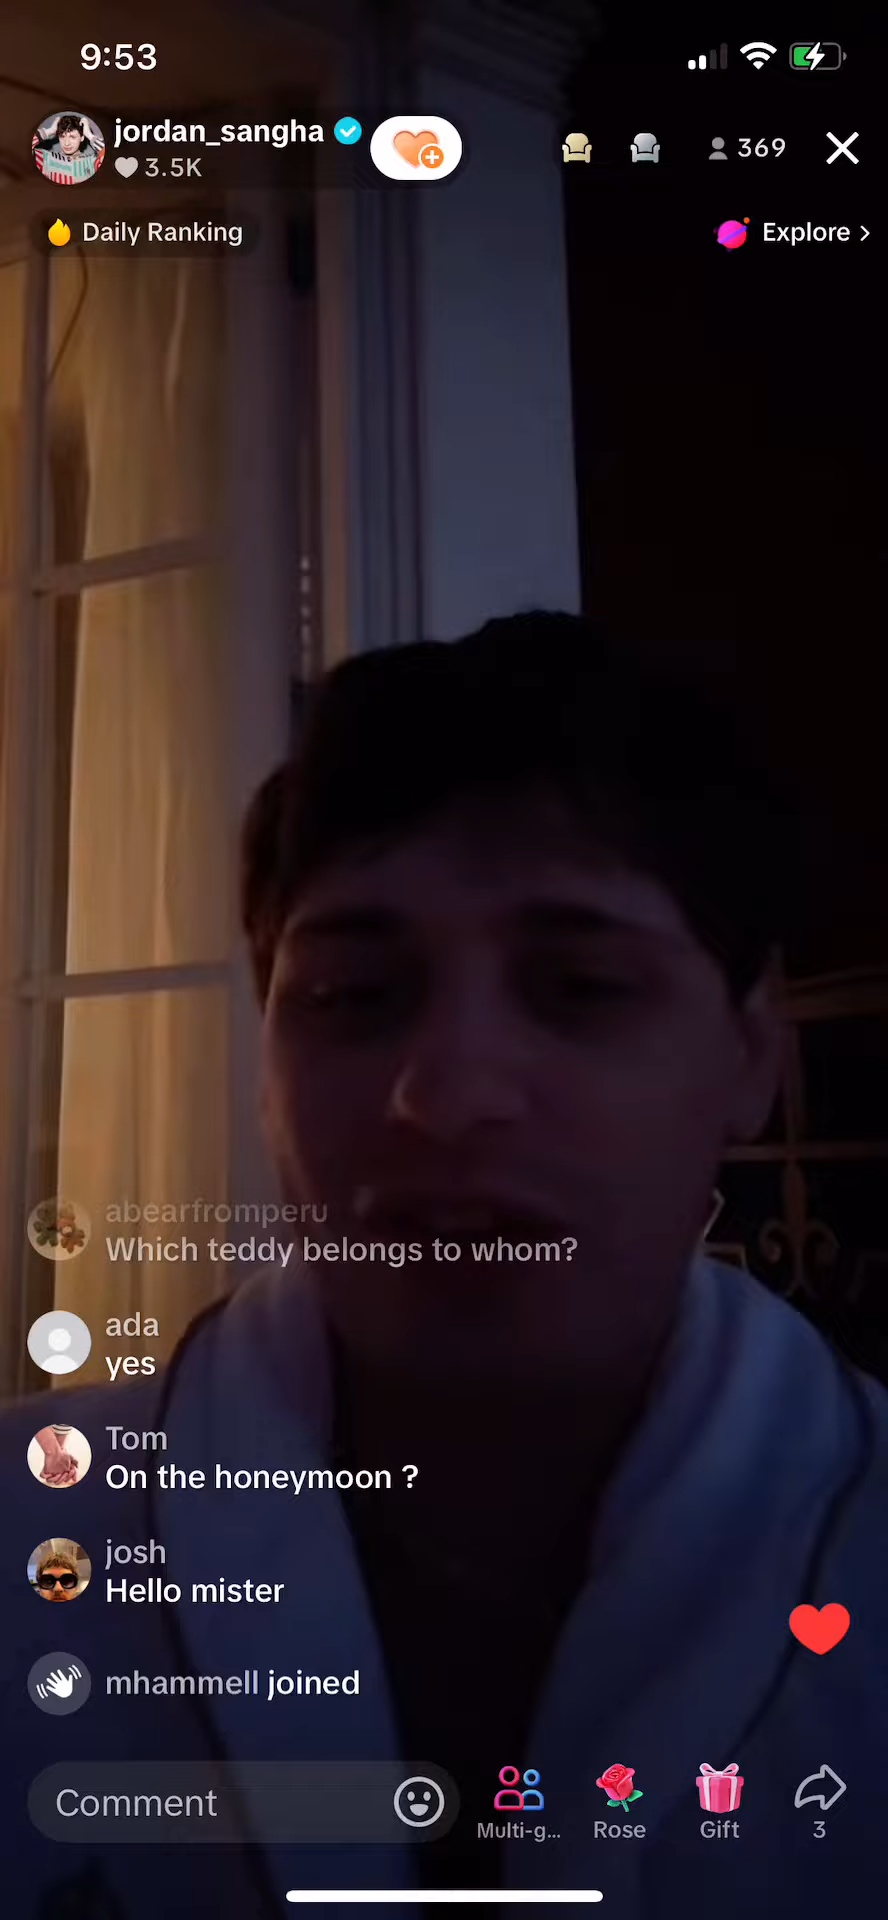 9:53
jordan_sangha
3.5K
369
Daily Ranking
Explore >
abearfromperu
Which teddy belongs to whom?
ada
yes
Tom
On the honeymoon ?
josh
Hello mister
mhammell joined
Comment
Multi-g...
Rose
Gift
3